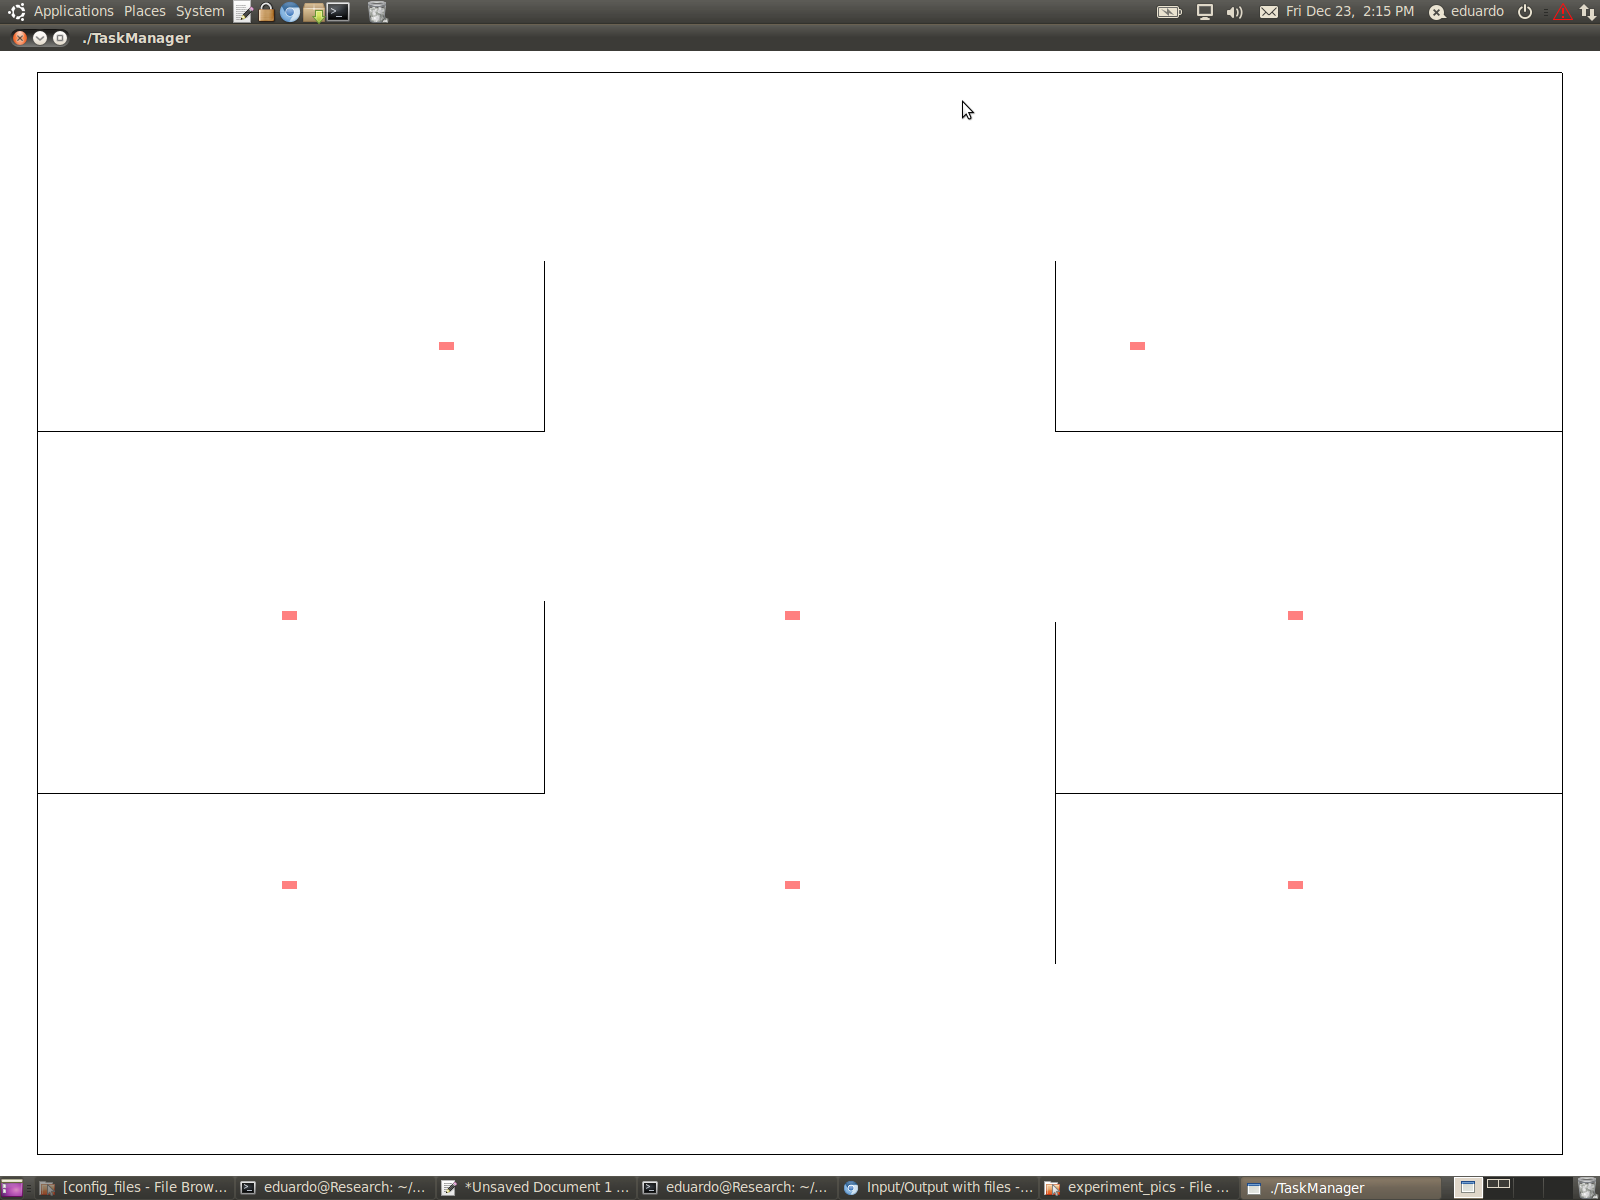 Applications Places System Fri Dec 23, 2:15 PM eduardo
./TaskManager
[config_files - File Brow... eduardo@Research: ~/... *Unsaved Document 1 ... eduardo@Research: ~/... Input/Output with files -... experiment_pics - File ... ./TaskManager